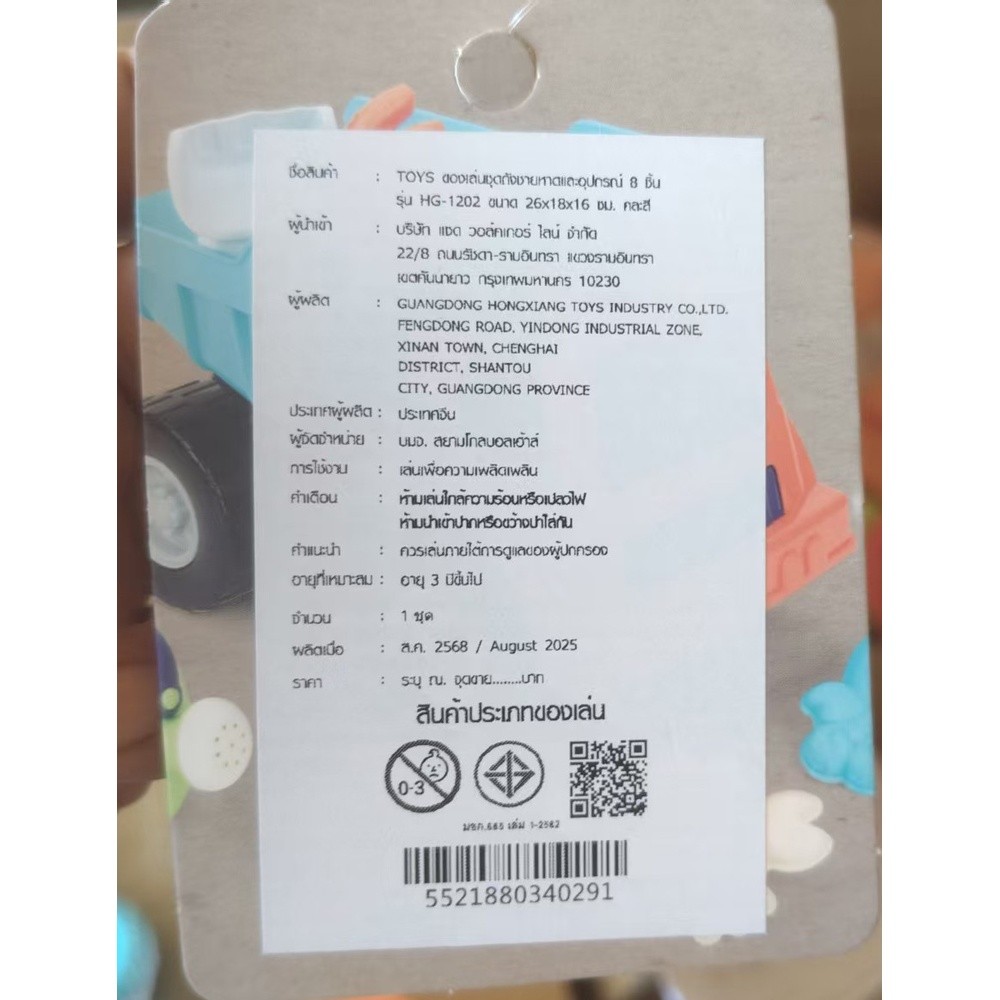 ชื่อสินค้า : TOYS ของเล่นชุดถังชายหาดและอุปกรณ์ 8 ชิ้น
รุ่น HG-1202 ขนาด 26x18x16 ซม. คละสี
ผู้นำเข้า : บริษัท แซด วอล์คเกอร์ ไลน์ จำกัด
22/8 ถนนรัชดา-รามอินทรา แขวงรามอินทรา
เขตคันนายาว กรุงเทพมหานคร 10230
ผู้ผลิต : GUANGDONG HONGXIANG TOYS INDUSTRY CO.,LTD.
FENGDONG ROAD. YINDONG INDUSTRIAL ZONE,
XINAN TOWN, CHENGHAI
DISTRICT, SHANTOU
CITY, GUANGDONG PROVINCE
ประเทศผู้ผลิต : ประเทศจีน
ผู้จัดจำหน่าย : บมจ. สยามโกลบอลเฮ้าส์
การใช้งาน : เล่นเพื่อความเพลิดเพลิน
คำเตือน : ห้ามเล่นใกล้ความร้อนหรือเปลวไฟ
ห้ามนำเข้าปากหรือขว้างปาใส่กัน
คำแนะนำ : ควรเล่นภายใต้การดูแลของผู้ปกครอง
อายุที่เหมาะสม : อายุ 3 ปีขึ้นไป
จำนวน : 1 ชุด
ผลิตเมื่อ : ส.ค. 2568 / August 2025
ราคา : ระบุ ณ. จุดขาย........บาท
สินค้าประเภทของเล่น
0-3
มอก.685 เล่ม 1-2562
5521880340291